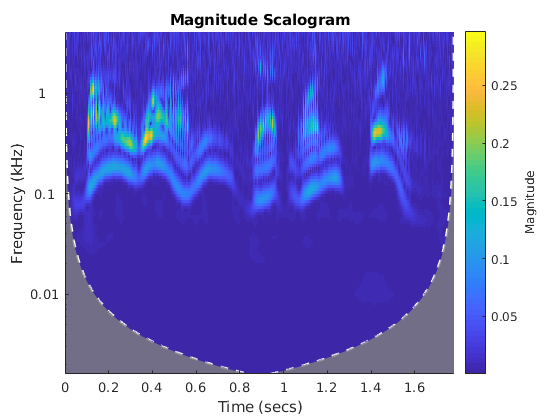 Magnitude Scalogram
Frequency (kHz)
1
0.1
0.01
0 0.2 0.4 0.6 0.8 1 1.2 1.4 1.6
Time (secs)
0.25
0.2
0.15
0.1
0.05
Magnitude